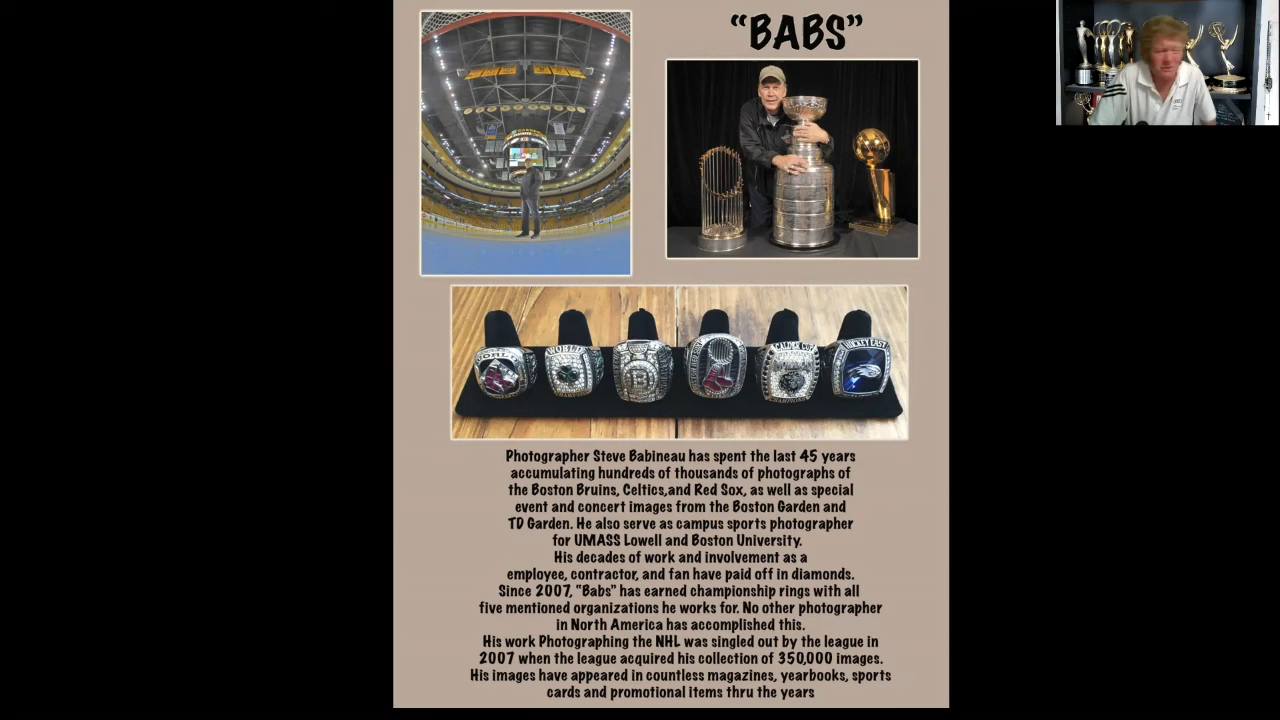 “BABS”
WORLD
CALDER CUP
HOCKEY EAST
B
CHAMPIONS
Photographer Steve Babineau has spent the last 45 years
accumulating hundreds of thousands of photographs of
the Boston Bruins, Celtics,and Red Sox, as well as special
event and concert images from the Boston Garden and
TD Garden. He also serve as campus sports photographer
for UMASS Lowell and Boston University.
His decades of work and involvement as a
employee, contractor, and fan have paid off in diamonds.
Since 2007, "Babs" has earned championship rings with all
five mentioned organizations he works for. No other photographer
in North America has accomplished this.
His work Photographing the NHL was singled out by the league in
2007 when the league acquired his collection of 350,000 images.
His images have appeared in countless magazines, yearbooks, sports
cards and promotional items thru the years